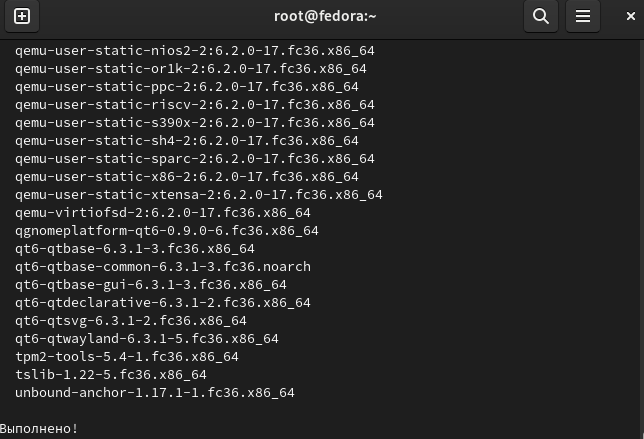 root@fedora:~
qemu-user-static-nios2-2:6.2.0-17.fc36.x86_64
qemu-user-static-or1k-2:6.2.0-17.fc36.x86_64
qemu-user-static-ppc-2:6.2.0-17.fc36.x86_64
qemu-user-static-riscv-2:6.2.0-17.fc36.x86_64
qemu-user-static-s390x-2:6.2.0-17.fc36.x86_64
qemu-user-static-sh4-2:6.2.0-17.fc36.x86_64
qemu-user-static-sparc-2:6.2.0-17.fc36.x86_64
qemu-user-static-x86-2:6.2.0-17.fc36.x86_64
qemu-user-static-xtensa-2:6.2.0-17.fc36.x86_64
qemu-virtiofsd-2:6.2.0-17.fc36.x86_64
qgnomeplatform-qt6-0.9.0-6.fc36.x86_64
qt6-qtbase-6.3.1-3.fc36.x86_64
qt6-qtbase-common-6.3.1-3.fc36.noarch
qt6-qtbase-gui-6.3.1-3.fc36.x86_64
qt6-qtdeclarative-6.3.1-2.fc36.x86_64
qt6-qtsvg-6.3.1-2.fc36.x86_64
qt6-qtwayland-6.3.1-5.fc36.x86_64
tpm2-tools-5.4-1.fc36.x86_64
tslib-1.22-5.fc36.x86_64
unbound-anchor-1.17.1-1.fc36.x86_64
Выполнено!